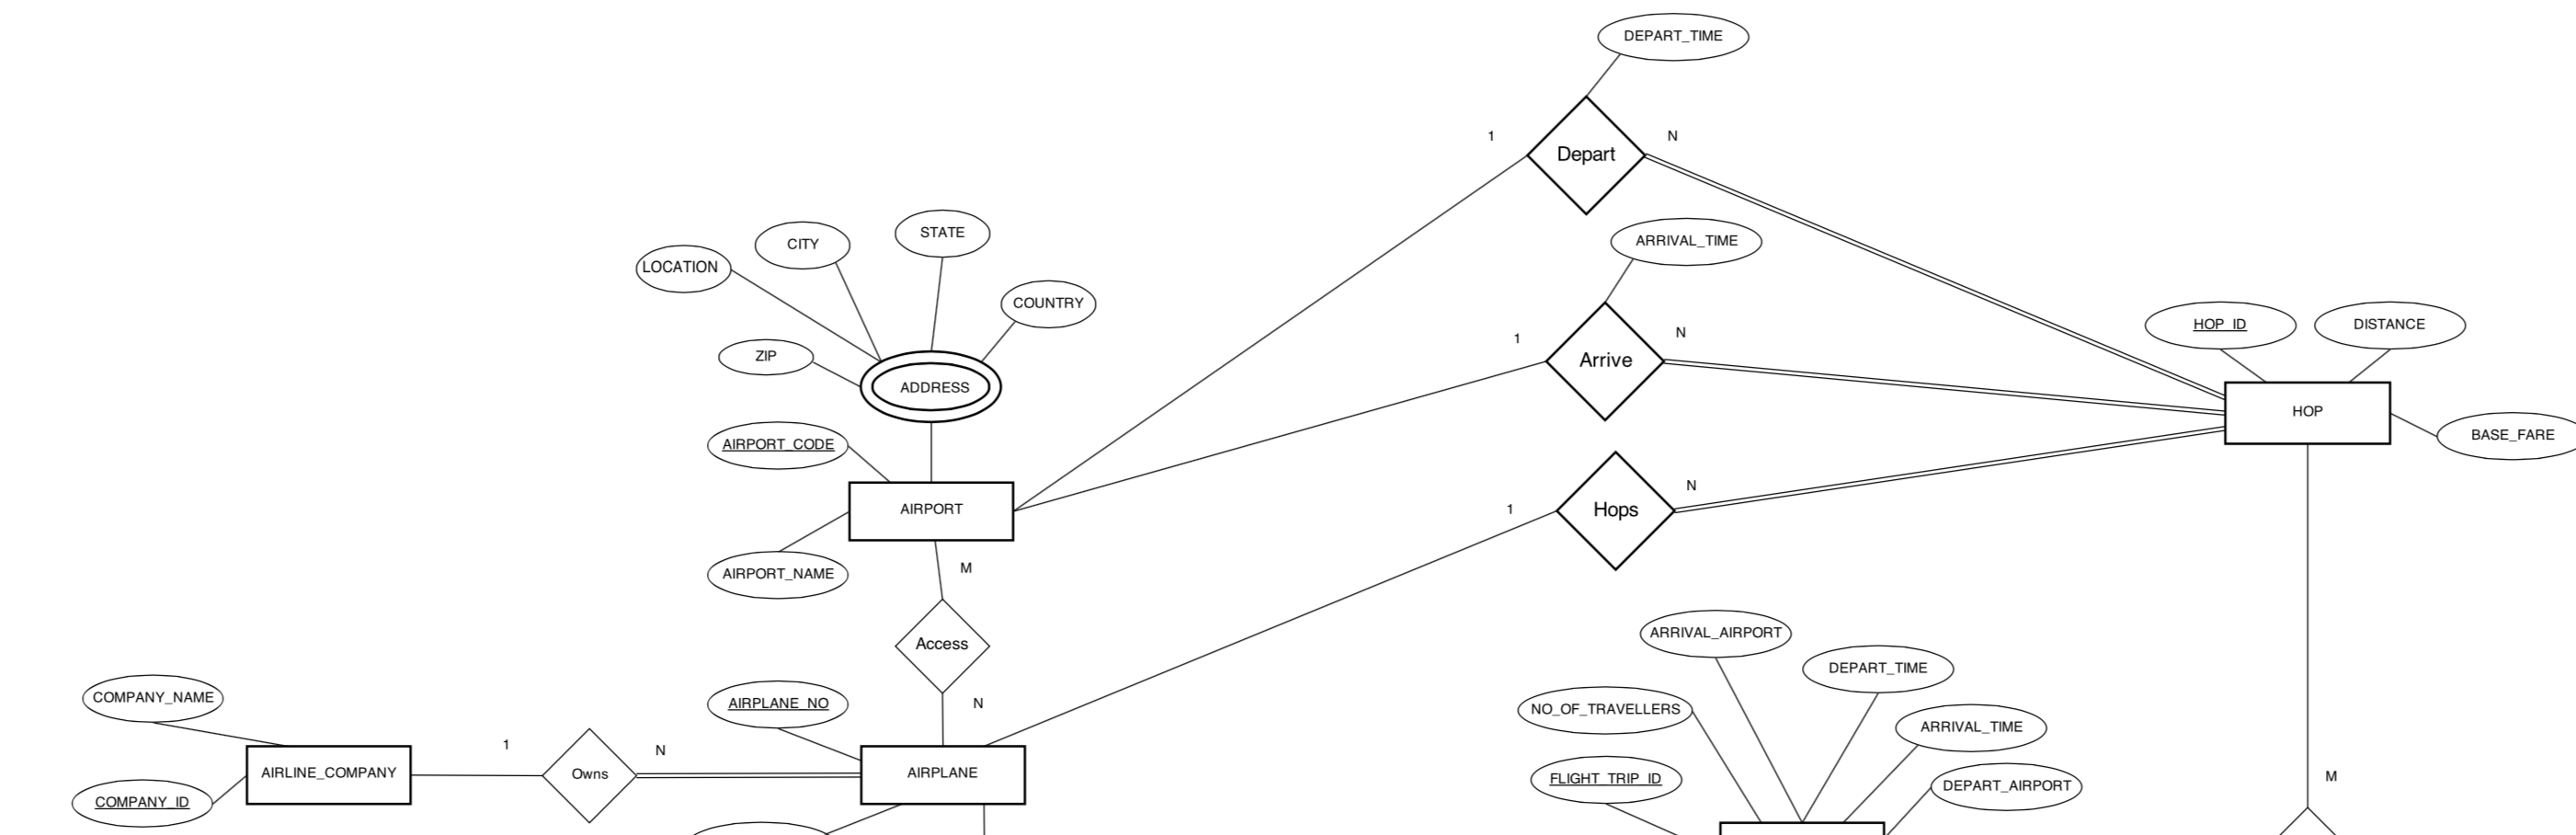 DEPART_TIME
1
N
Depart
STATE
CITY
ARRIVAL_TIME
LOCATION
COUNTRY
HOP_ID
DISTANCE
1
N
ZIP
Arrive
ADDRESS
HOP
BASE_FARE
AIRPORT_CODE
N
AIRPORT
1
Hops
M
AIRPORT_NAME
ARRIVAL_AIRPORT
Access
DEPART_TIME
COMPANY_NAME
AIRPLANE_NO
N
NO_OF_TRAVELLERS
ARRIVAL_TIME
1
N
AIRLINE_COMPANY
Owns
AIRPLANE
FLIGHT_TRIP_ID
M
DEPART_AIRPORT
COMPANY_ID